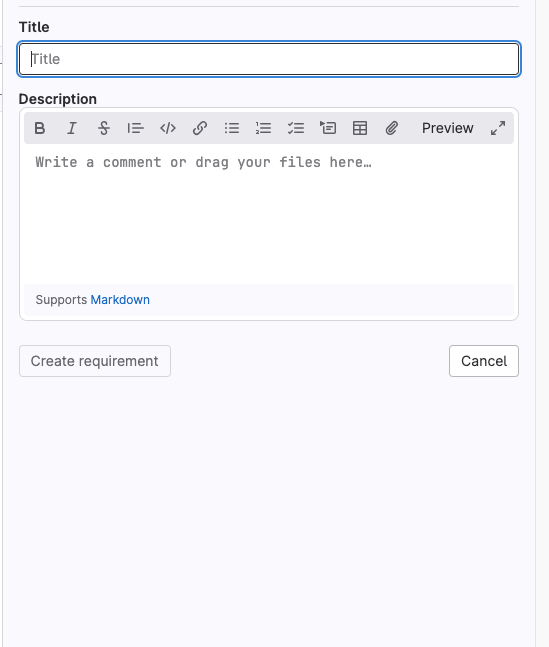 Title
Title
Description
Preview
Write a comment or drag your files here…
Supports Markdown
Create requirement
Cancel